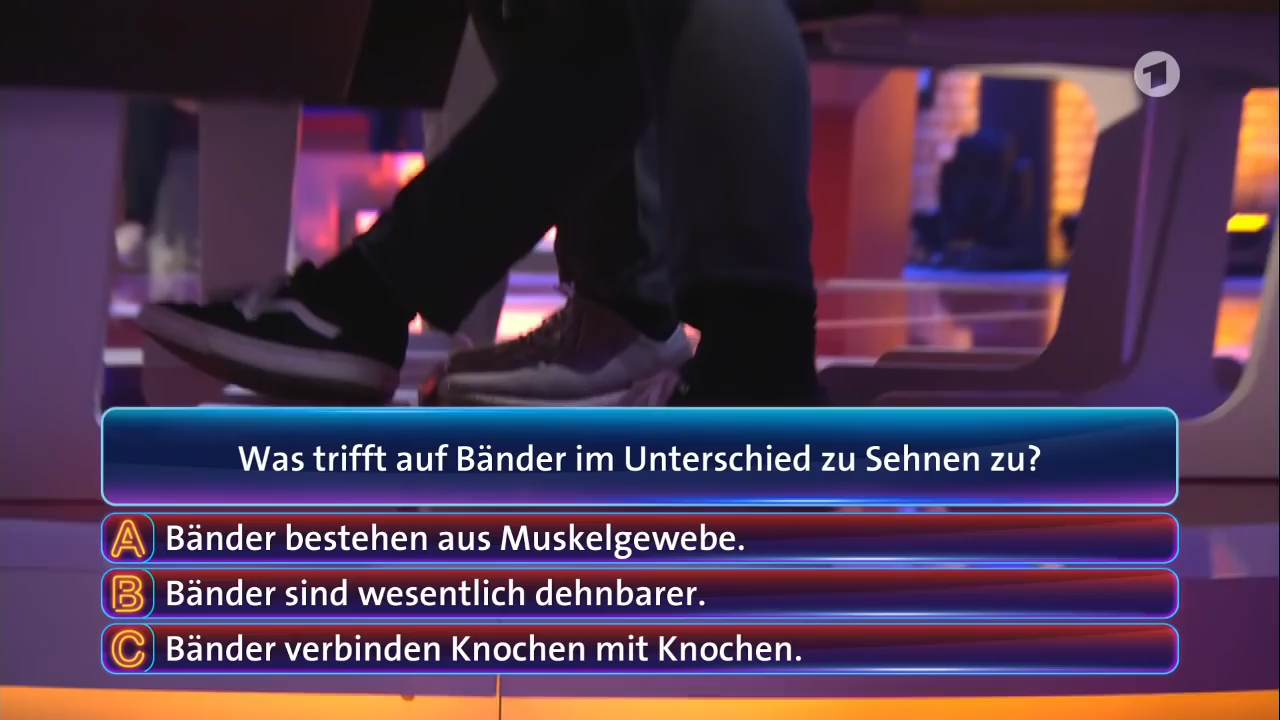 1
Was trifft auf Bänder im Unterschied zu Sehnen zu?
A Bänder bestehen aus Muskelgewebe.
B Bänder sind wesentlich dehnbarer.
C Bänder verbinden Knochen mit Knochen.